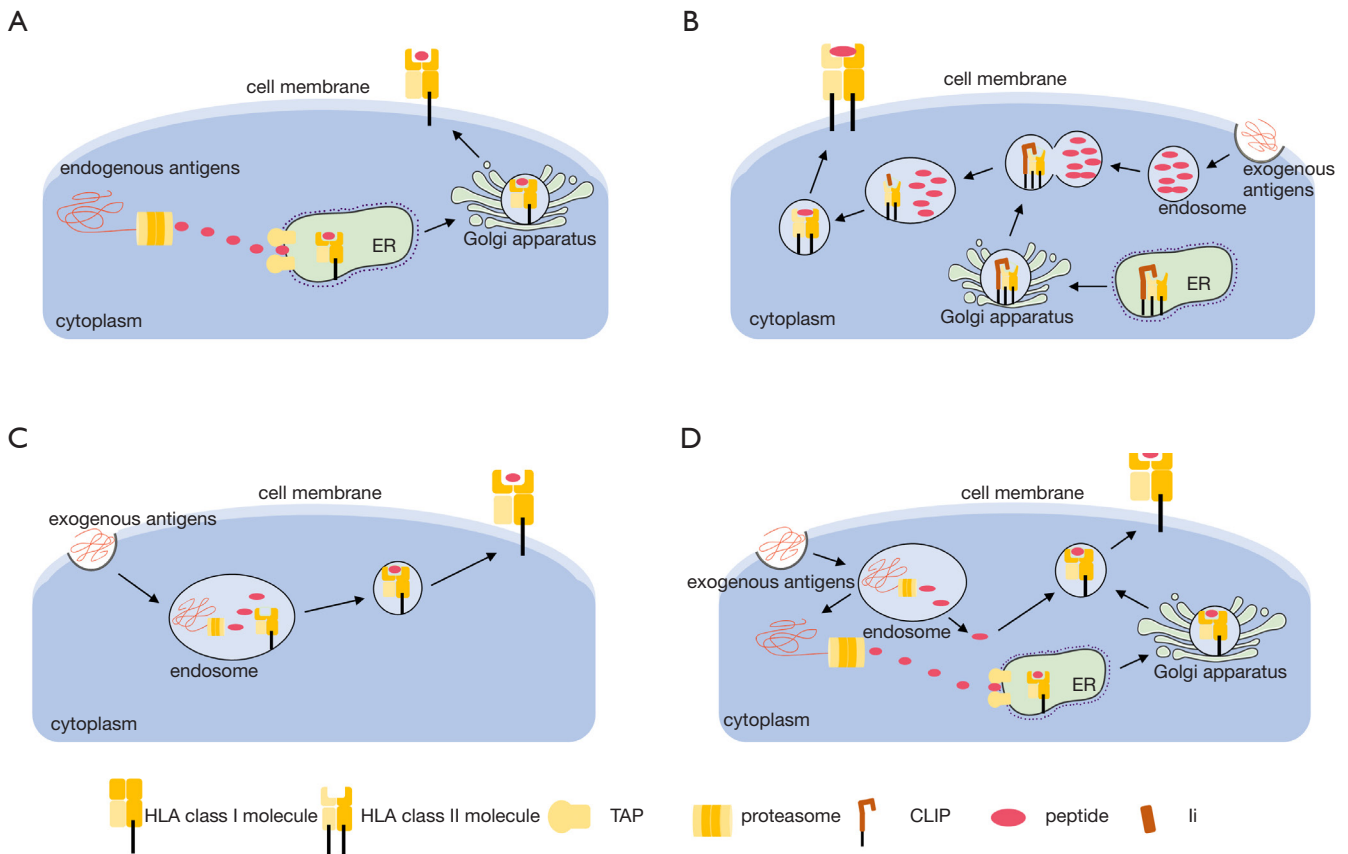 A
cell membrane
endogenous antigens
ER
Golgi apparatus
cytoplasm
B
cell membrane
exogenous
antigens
endosome
ER
Golgi apparatus
cytoplasm
C
cell membrane
exogenous antigens
endosome
cytoplasm
D
cell membrane
exogenous antigens
endosome
ER
Golgi apparatus
cytoplasm
HLA class I molecule
HLA class II molecule
TAP
proteasome
CLIP
peptide
Ii